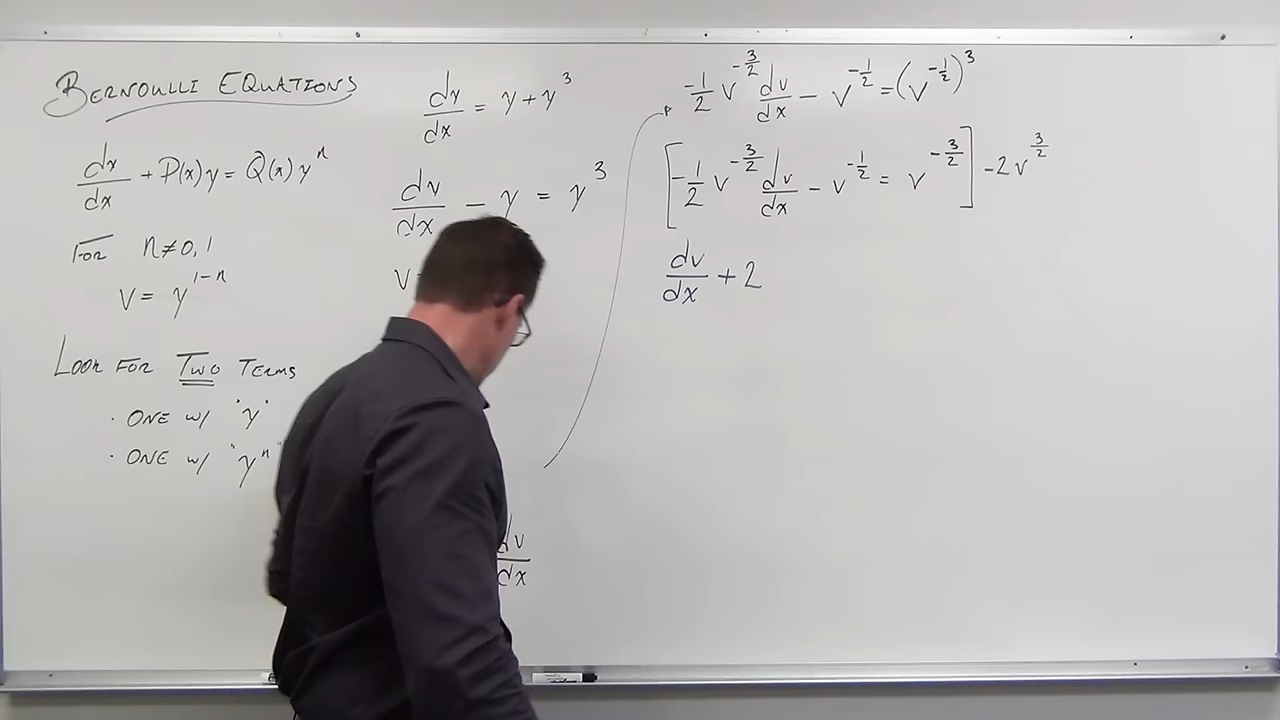 BERNOULLI EQUATIONS
dy/dx + P(x)y = Q(x)y^n
FOR n≠0,1
v = y^{1-n}
LOOK FOR TWO TERMS
· ONE w/ "y"
· ONE w/ "y^n"
dy/dx = y + y^3
dy/dx - y = y^3
v
dv/dx
-1/2 v^{-3/2} dv/dx - v^{-1/2} = (v^{-1/2})^3
[-1/2 v^{-3/2} dv/dx - v^{-1/2} = v^{-3/2}] -2v^{3/2}
dv/dx + 2